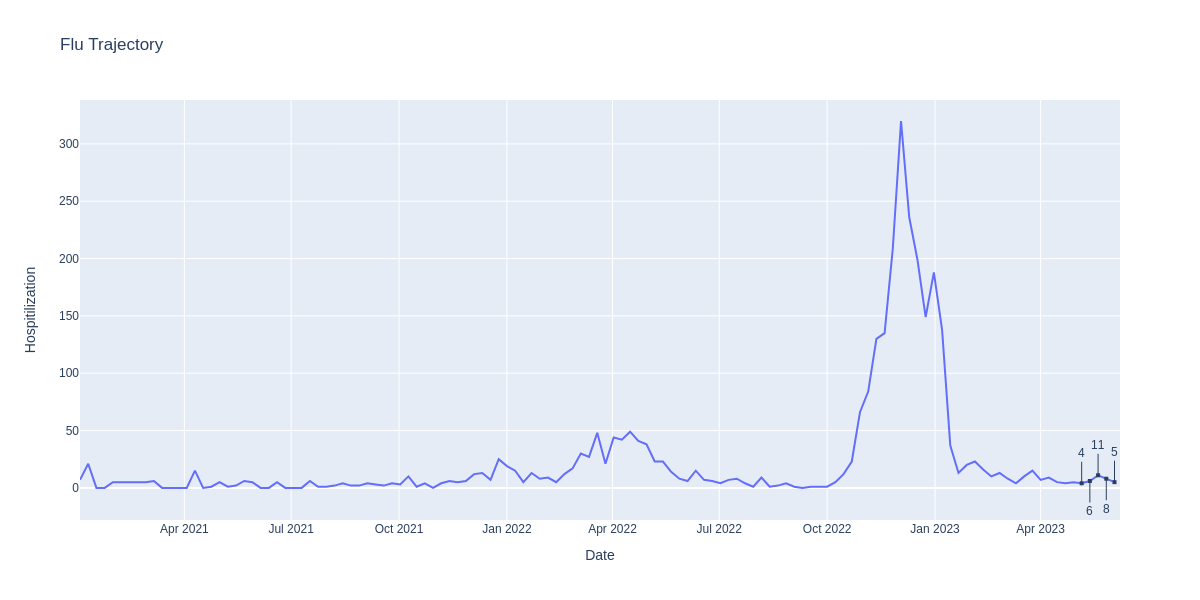 Flu Trajectory
Hospitilization
300
250
200
150
100
50
0
4
11
5
6
8
Apr 2021
Jul 2021
Oct 2021
Jan 2022
Apr 2022
Jul 2022
Oct 2022
Jan 2023
Apr 2023
Date